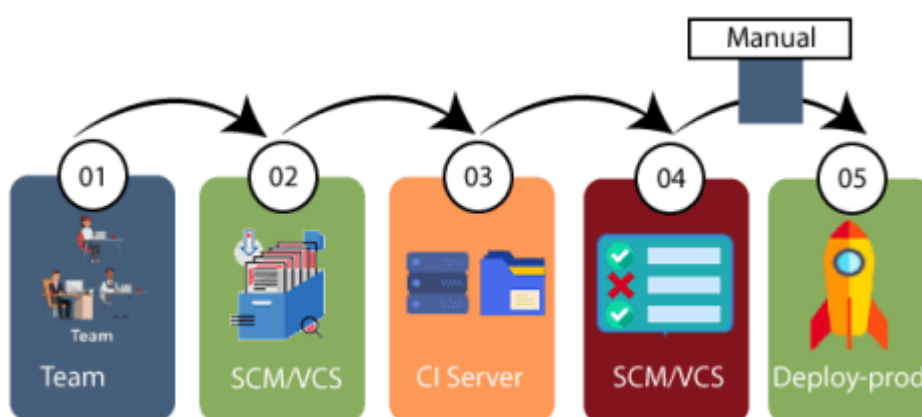 Manual
01
02
03
04
05
Team
Team
SCM/VCS
CI Server
SCM/VCS
Deploy-prod